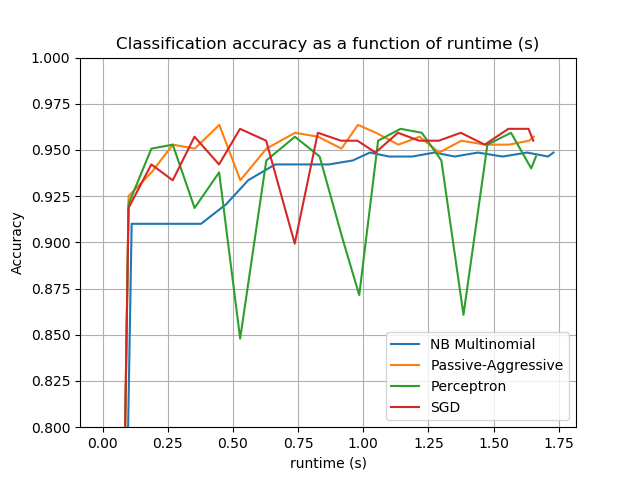 Classification accuracy as a function of runtime (s)
1.000
0.975
0.950
0.925
0.900
0.875
0.850
0.825
0.800
Accuracy
NB Multinomial
Passive-Aggressive
Perceptron
SGD
0.00 0.25 0.50 0.75 1.00 1.25 1.50 1.75
runtime (s)